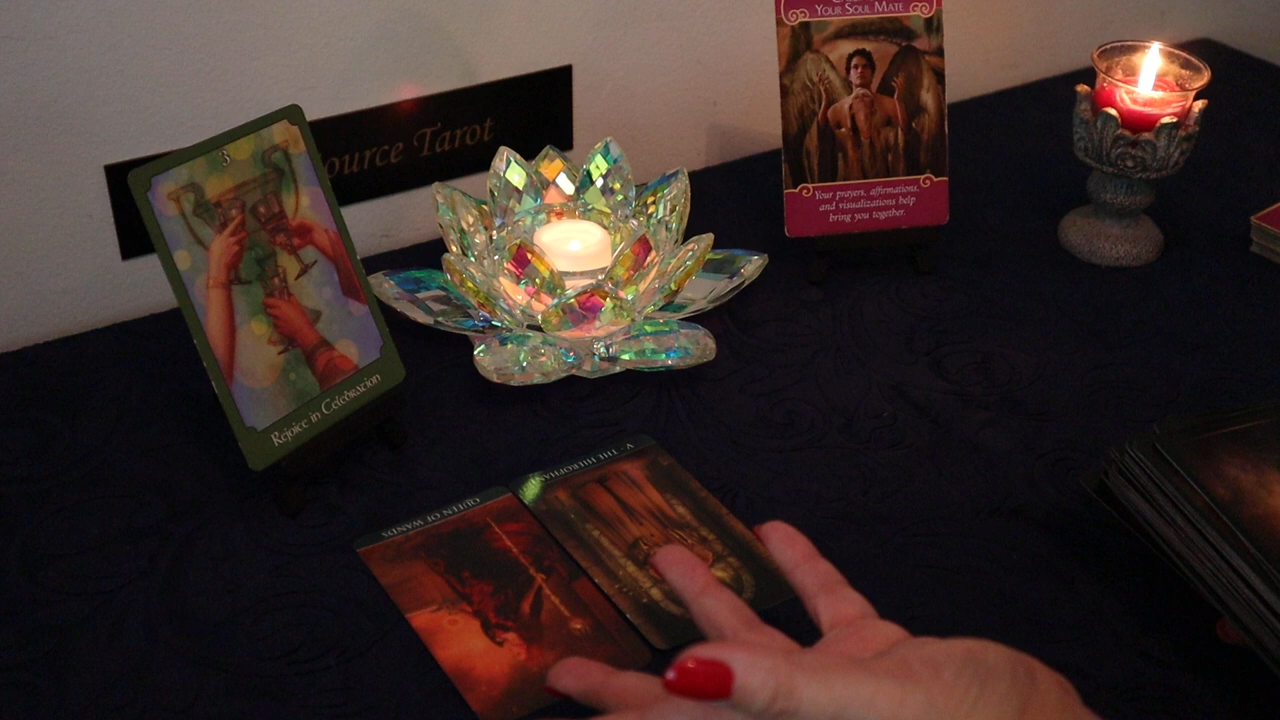 3
Rejoice in Celebration
ource Tarot
YOUR SOUL MATE
Your prayers, affirmations,
and visualizations help
bring you together.
QUEEN OF WANDS
V - THE HIEROPHAN